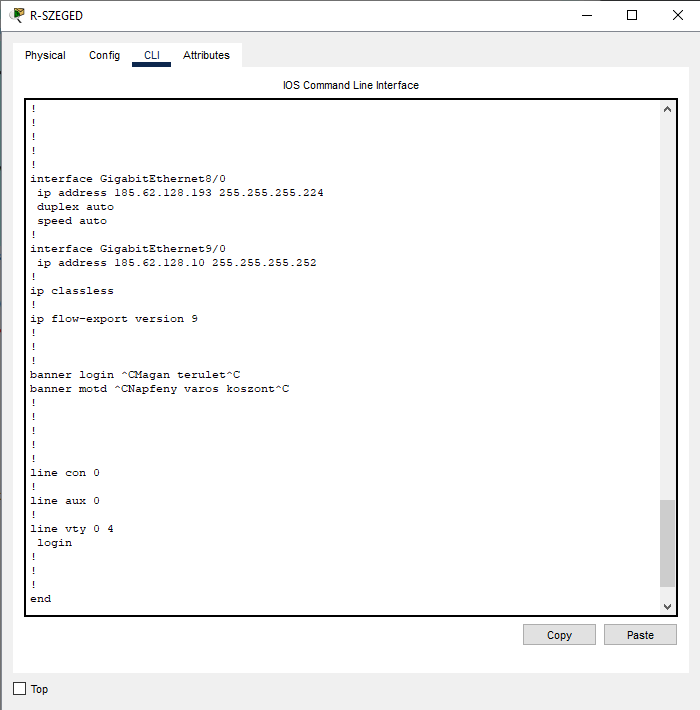 R-SZEGED
Physical Config CLI Attributes
IOS Command Line Interface
!
!
!
!
!
interface GigabitEthernet8/0
 ip address 185.62.128.193 255.255.255.224
 duplex auto
 speed auto
!
interface GigabitEthernet9/0
 ip address 185.62.128.10 255.255.255.252
!
ip classless
!
ip flow-export version 9
!
!
!
banner login ^CMagan terulet^C
banner motd ^CNapfeny varos koszont^C
!
!
!
!
!
line con 0
!
line aux 0
!
line vty 0 4
 login
!
!
!
end
Copy Paste
Top